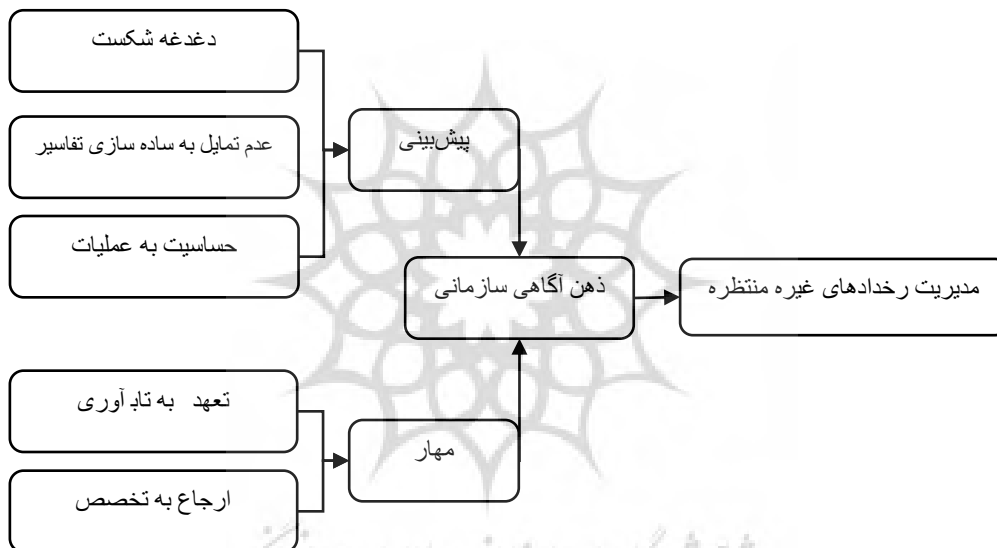 دغدغه شکست
عدم تمایل به ساده سازی تفاسیر
حساسیت به عملیات
پیش‌بینی
ذهن آگاهی سازمانی
مدیریت رخدادهای غیره منتظره
تعهد به تاب آوری
ارجاع به تخصص
مهار